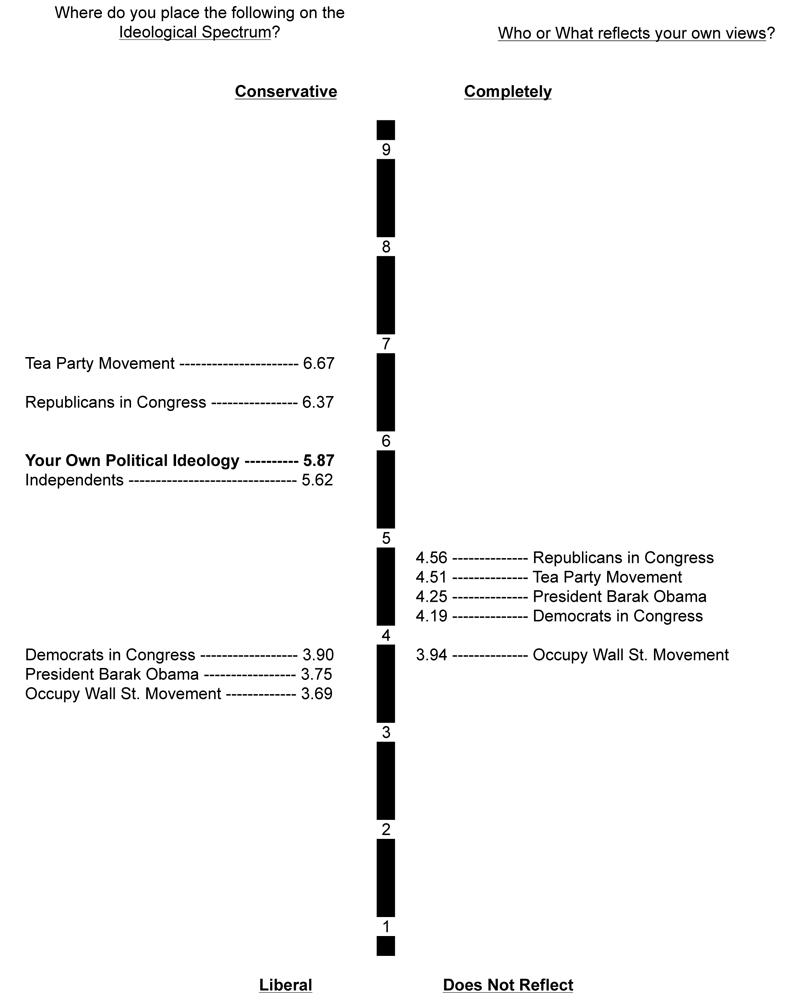 Where do you place the following on the
Ideological Spectrum?
Who or What reflects your own views?
Conservative
Completely
9
8
7
Tea Party Movement ---------------------- 6.67
Republicans in Congress ---------------- 6.37
6
Your Own Political Ideology ---------- 5.87
Independents ------------------------------- 5.62
5
4.56 -------------- Republicans in Congress
4.51 -------------- Tea Party Movement
4.25 -------------- President Barak Obama
4.19 -------------- Democrats in Congress
4
Democrats in Congress ------------------ 3.90
3.94 -------------- Occupy Wall St. Movement
President Barak Obama ----------------- 3.75
Occupy Wall St. Movement ------------- 3.69
3
2
1
Liberal
Does Not Reflect